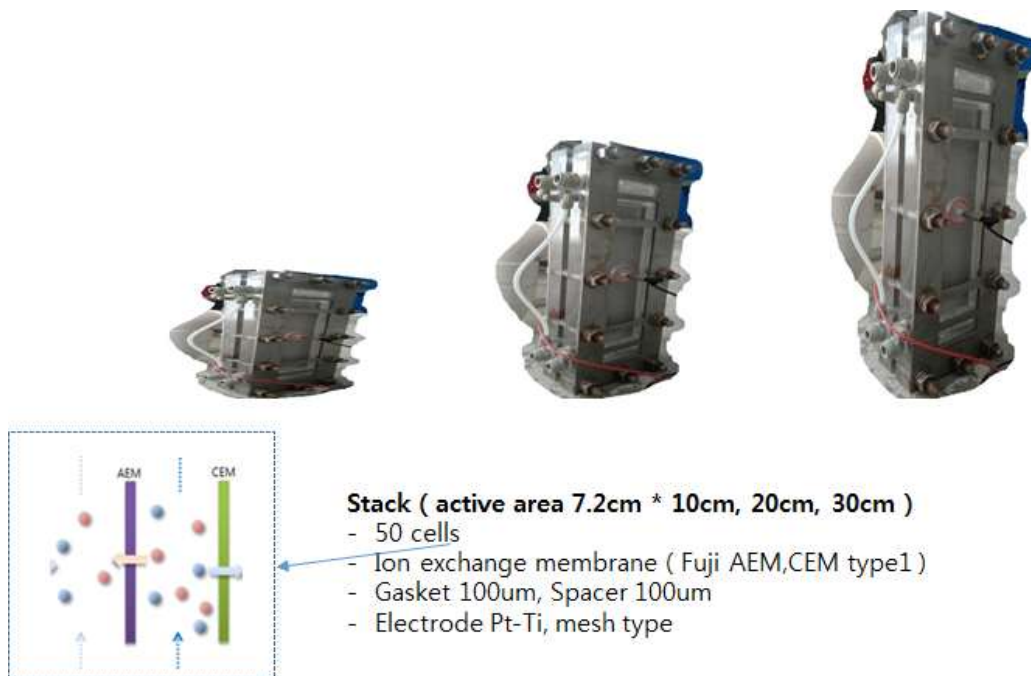 AEM
CEM
Stack ( active area 7.2cm * 10cm, 20cm, 30cm )
- 50 cells
- Ion exchange membrane ( Fuji AEM,CEM type1 )
- Gasket 100um, Spacer 100um
- Electrode Pt-Ti, mesh type